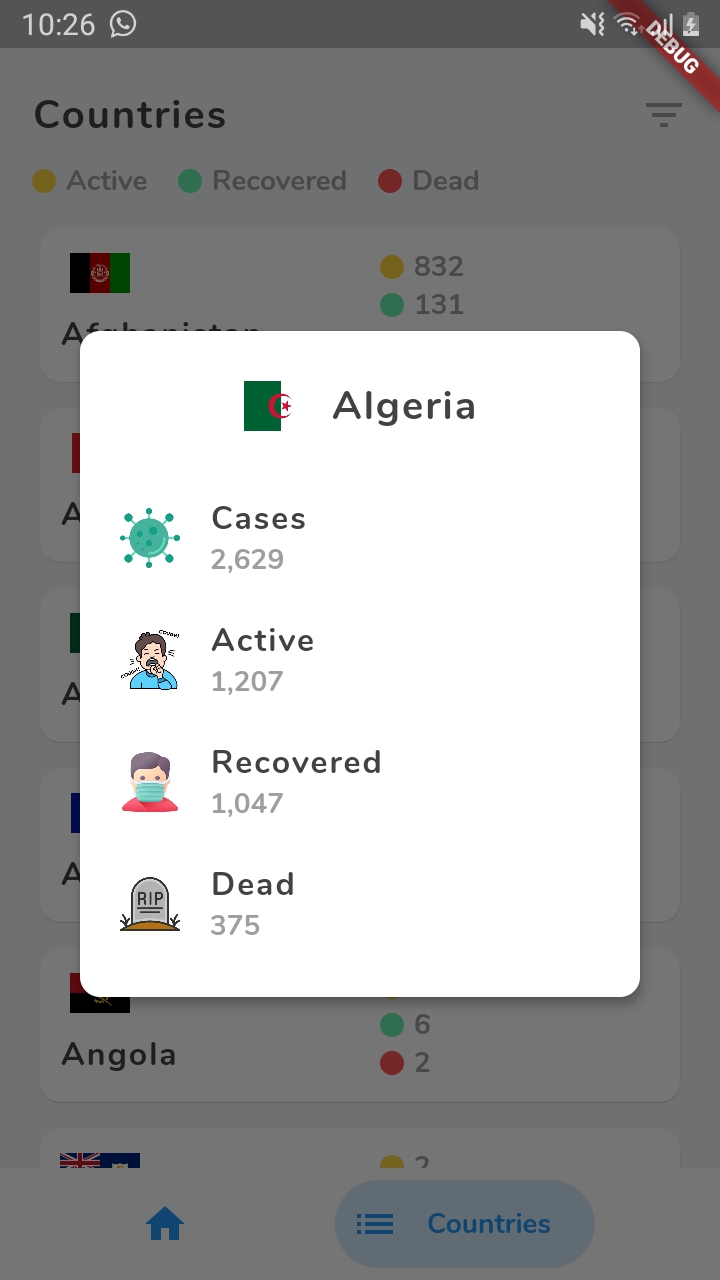 10:26
DEBUG
Countries
Active Recovered Dead
832
131
Afghanistan
Algeria
A
Cases
2,629
COUGH!
Active
COUGH!
1,207
A
Recovered
1,047
A
Dead
RIP
375
6
Angola
2
2
Countries